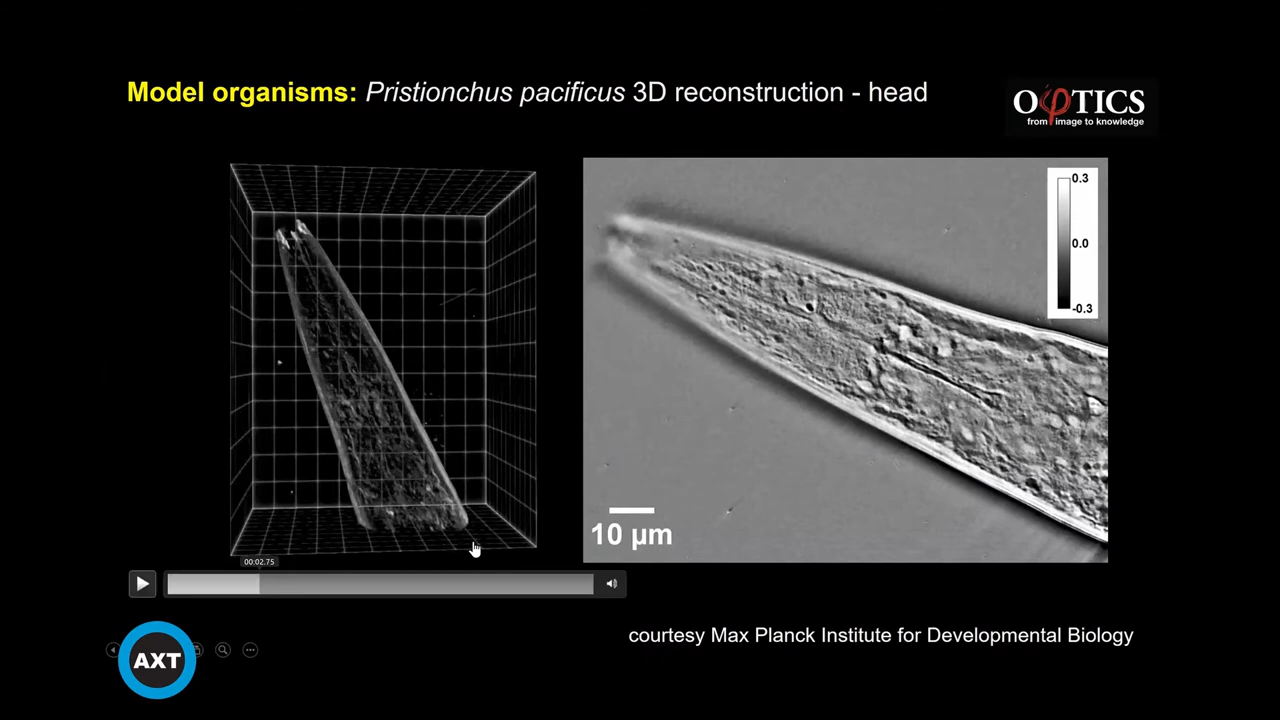 Model organisms: Pristionchus pacificus 3D reconstruction - head
OφTICS
from image to knowledge
0.3
0.0
-0.3
10 µm
00:02.75
courtesy Max Planck Institute for Developmental Biology
AXT